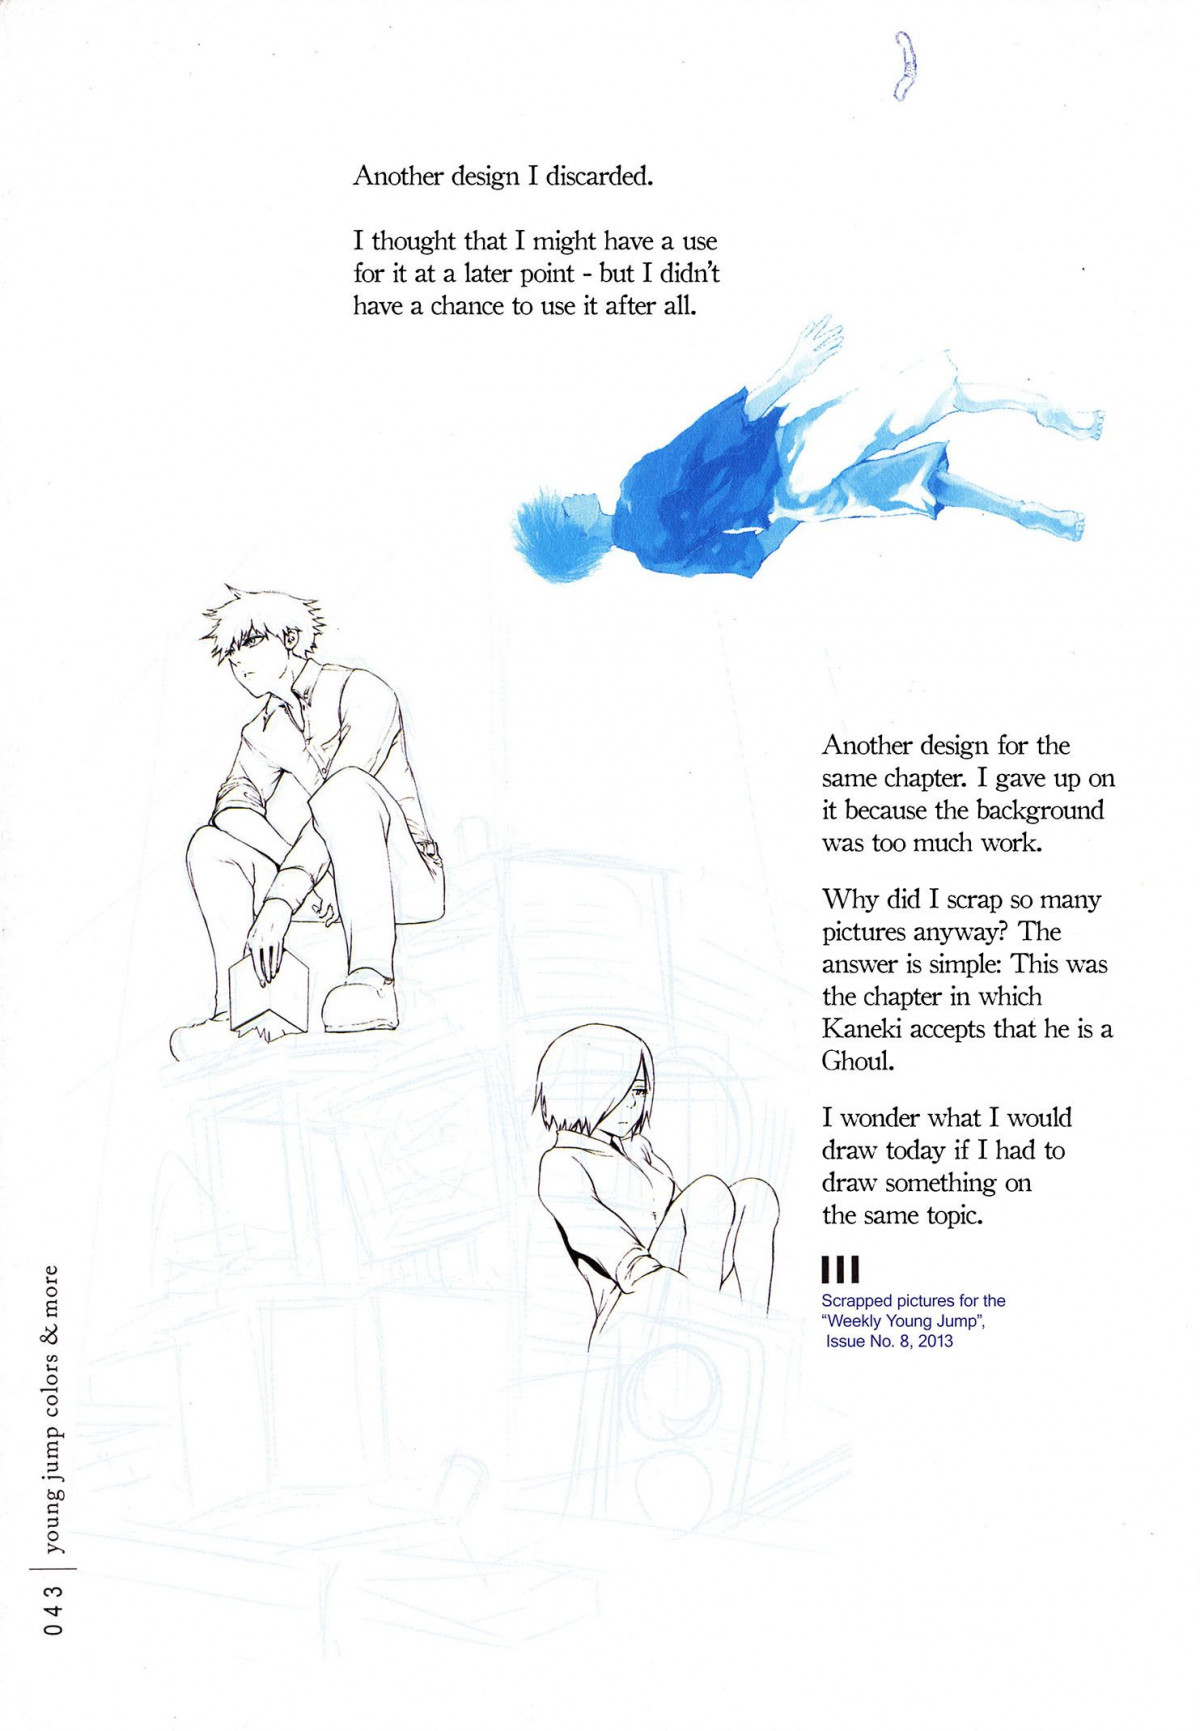 Another design I discarded.
I thought that I might have a use
for it at a later point - but I didn't
have a chance to use it after all.
Another design for the
same chapter. I gave up on
it because the background
was too much work.
Why did I scrap so many
pictures anyway? The
answer is simple: This was
the chapter in which
Kaneki accepts that he is a
Ghoul.
I wonder what I would
draw today if I had to
draw something on
the same topic.
III
Scrapped pictures for the
“Weekly Young Jump”,
Issue No. 8, 2013
043 | young jump colors & more